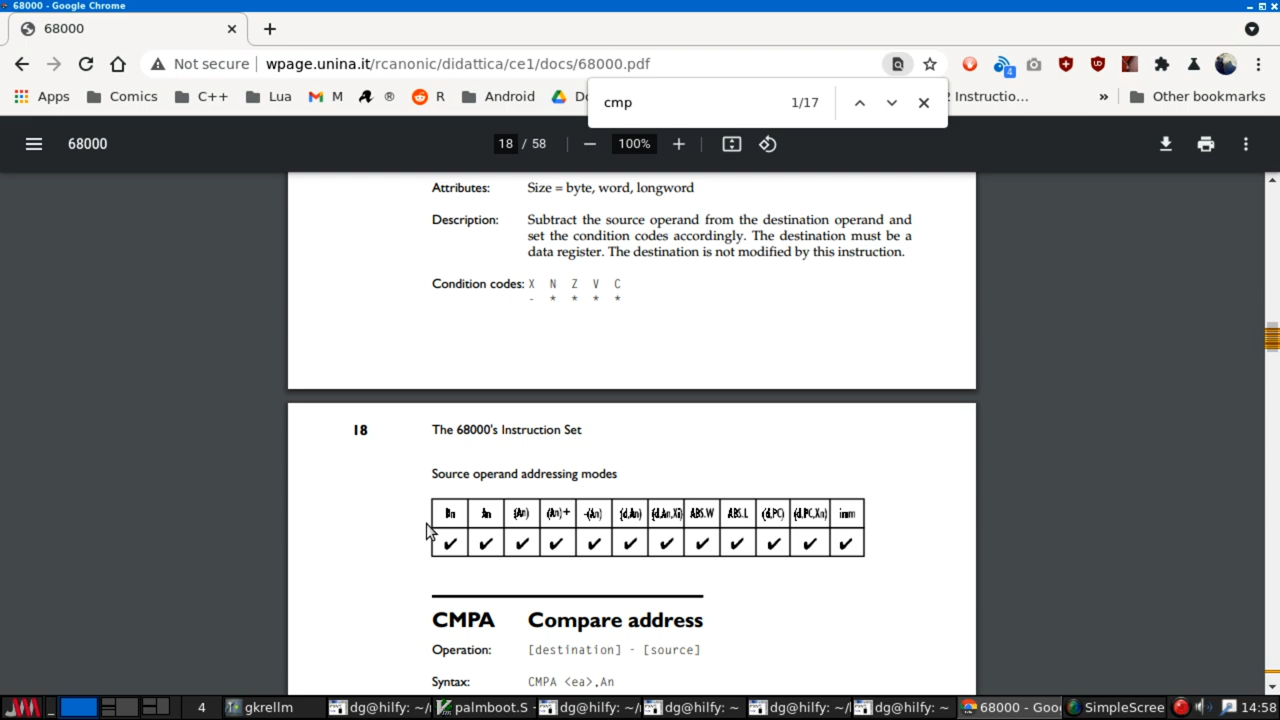 68000 - Google Chrome
68000
Not secure wpage.unina.it/rcanonic/didattica/ce1/docs/68000.pdf
4
Apps Comics C++ Lua M ® R Android Do 2 Instructio… » Other bookmarks
cmp 1/17
68000 18 / 58 100%
Attributes: Size = byte, word, longword
Description: Subtract the source operand from the destination operand and
set the condition codes accordingly. The destination must be a
data register. The destination is not modified by this instruction.
Condition codes: X N Z V C
- * * * *
18 The 68000's Instruction Set
Source operand addressing modes
Dn An (An) (An)+ -(An) (d,An) (d,An,Xi) ABS.W ABS.L (d,PC) (d,PC,Xn) imm
✔ ✔ ✔ ✔ ✔ ✔ ✔ ✔ ✔ ✔ ✔ ✔
CMPA Compare address
Operation: [destination] - [source]
Syntax: CMPA <ea>,An
4 gkrellm dg@hilfy: ~/ palmboot.S - dg@hilfy: ~/ dg@hilfy: ~ dg@hilfy: ~/ dg@hilfy: ~ 68000 - Goo SimpleScree 14:58